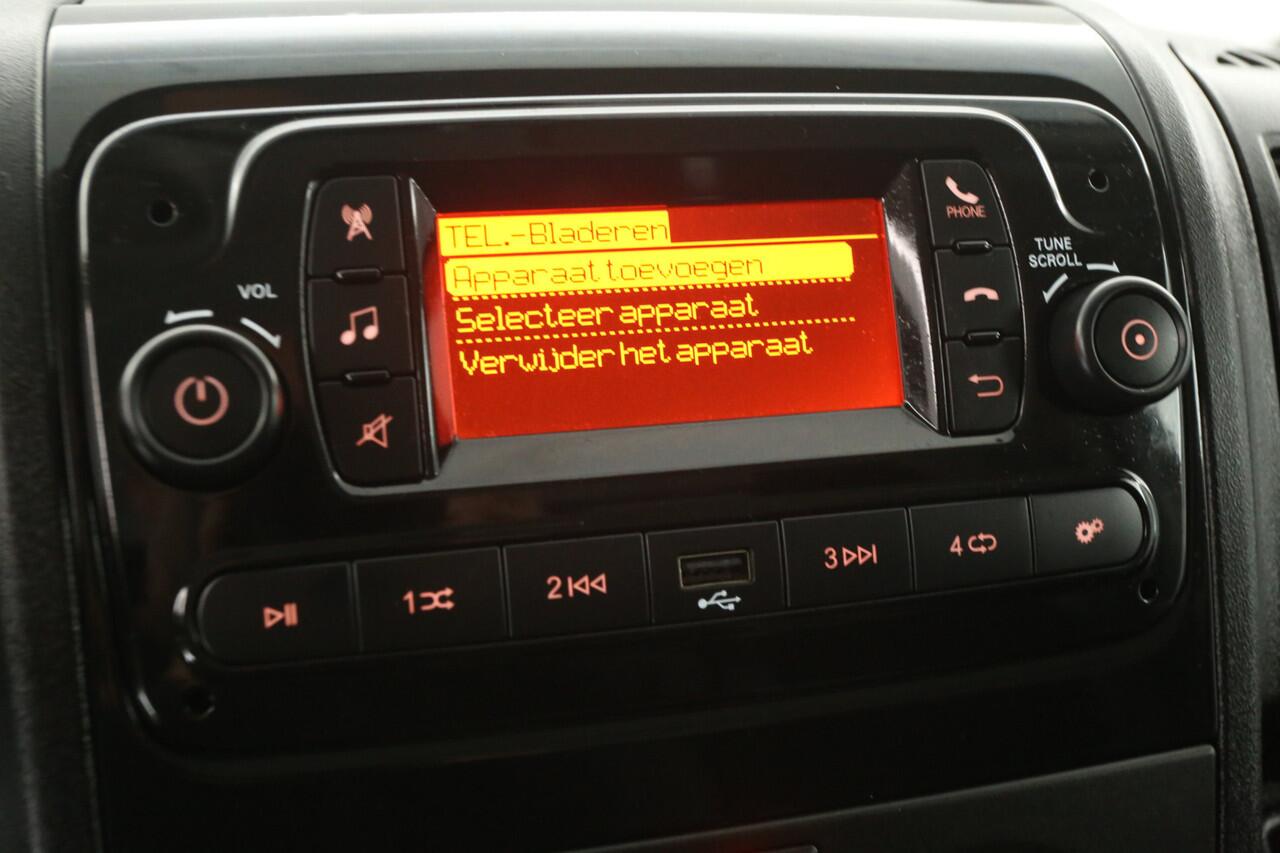 TEL.-Bladeren
Apparaat toevoegen
Selecteer apparaat
Verwijder het apparaat
VOL
PHONE
TUNE
SCROLL
1
2
3
4